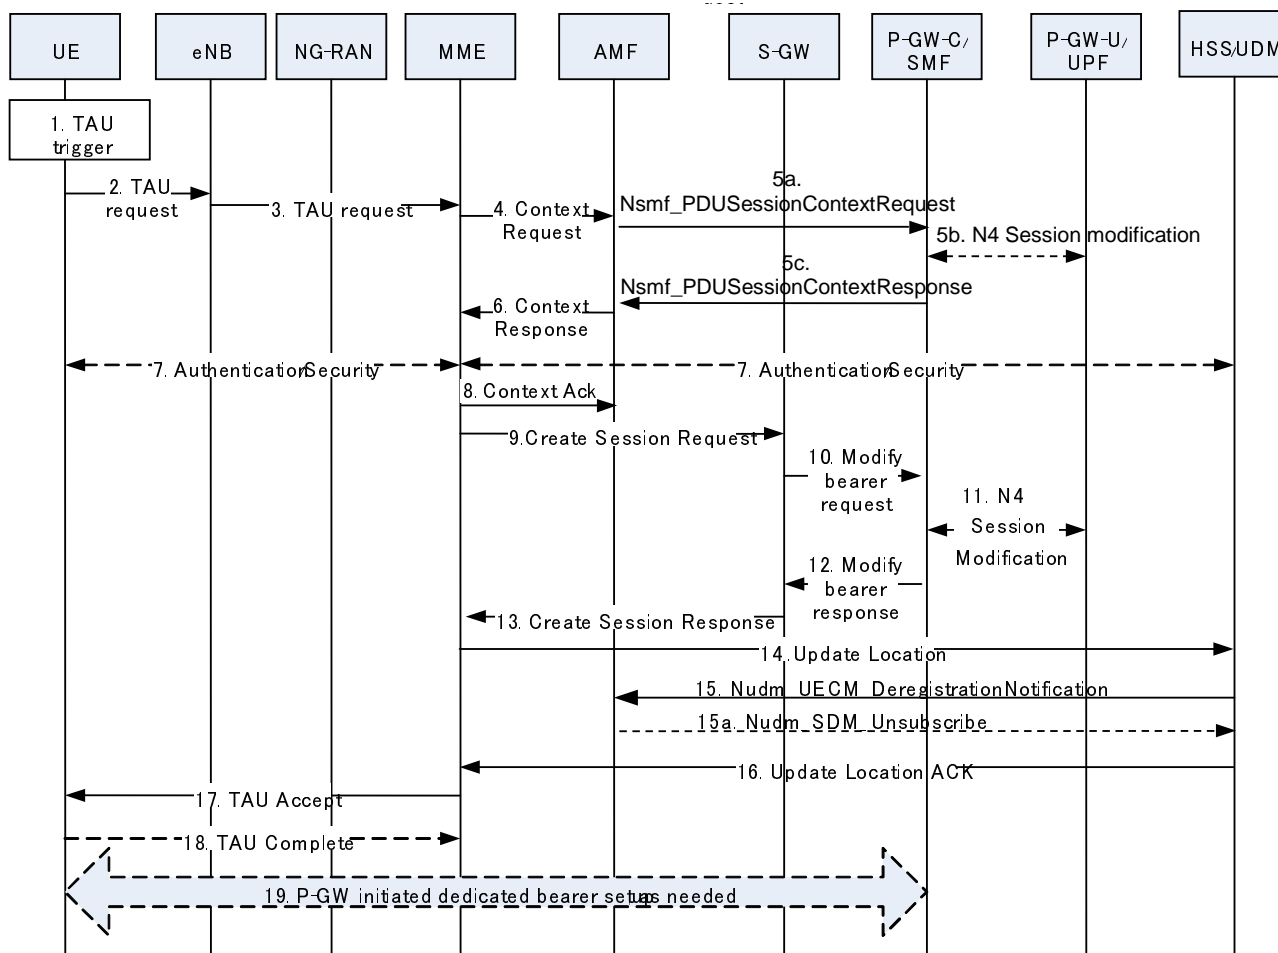 UE
eNB
NG-RAN
MME
AMF
S-GW
P-GW-C/
SMF
P-GW-U/
UPF
HSS/UDM
1. TAU
trigger
2. TAU
request
3. TAU request
4. Context
Request
5a.
Nsmf_PDUSessionContextRequest
5b. N4 Session modification
5c.
Nsmf_PDUSessionContextResponse
6. Context
Response
7. Authentication/Security
7. Authentication/Security
8. Context Ack
9.Create Session Request
10. Modify
bearer
request
11. N4
Session
Modification
12. Modify
bearer
response
13. Create Session Response
14.Update Location
15. Nudm_UECM_DeregistrationNotification
15a. Nudm_SDM_Unsubscribe
16. Update Location ACK
17. TAU Accept
18. TAU Complete
19. P-GW initiated dedicated bearer setup as needed